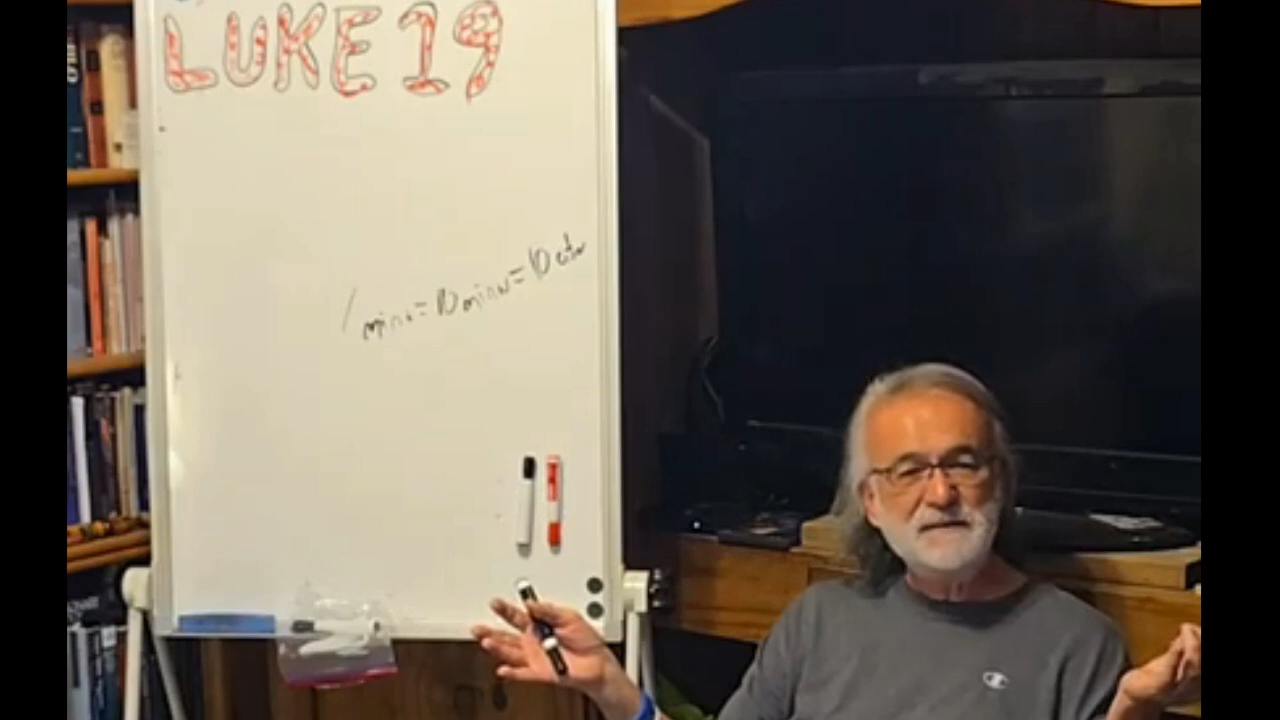 LUKE 19
1 mina = 10 minas = 10 cities